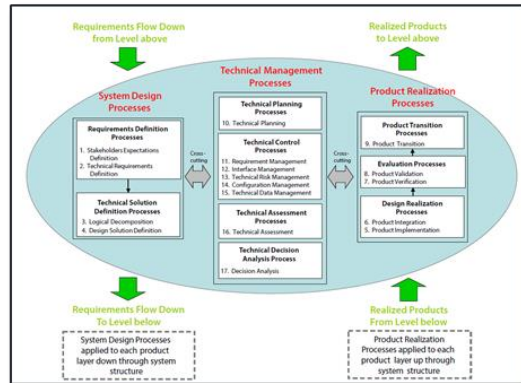 Requirements Flow Down
from Level above
Realized Products
to Level above
System Design
Processes
Requirements Definition
Processes
1. Stakeholders Expectations
Definition
2. Technical Requirements
Definition
Technical Solution
Definition Processes
3. Logical Decomposition
4. Design Solution Definition
Cross-
cutting
Technical Management
Processes
Technical Planning
Processes
10. Technical Planning
Technical Control
Processes
11. Requirement Management
12. Interface Management
13. Technical Risk Management
14. Configuration Management
15. Technical Data Management
Technical Assessment
Processes
16. Technical Assessment
Technical Decision
Analysis Process
17. Decision Analysis
Cross-
cutting
Product Realization
Processes
Product Transition
Processes
9. Product Transition
Evaluation Processes
8. Product Validation
7. Product Verification
Design Realization
Processes
6. Product Integration
5. Product Implementation
Requirements Flow Down
To Level below
Realized Products
From Level below
System Design Processes
applied to each product
layer down through system
structure
Product Realization
Processes applied to each
product layer up through
system structure